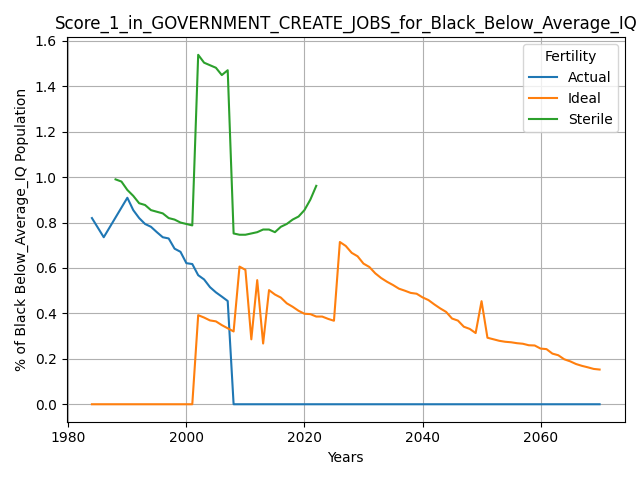 Score_1_in_GOVERNMENT_CREATE_JOBS_for_Black_Below_Average_IQ
% of Black Below_Average_IQ Population
1.6
1.4
1.2
1.0
0.8
0.6
0.4
0.2
0.0
Fertility
Actual
Ideal
Sterile
1980
2000
2020
2040
2060
Years